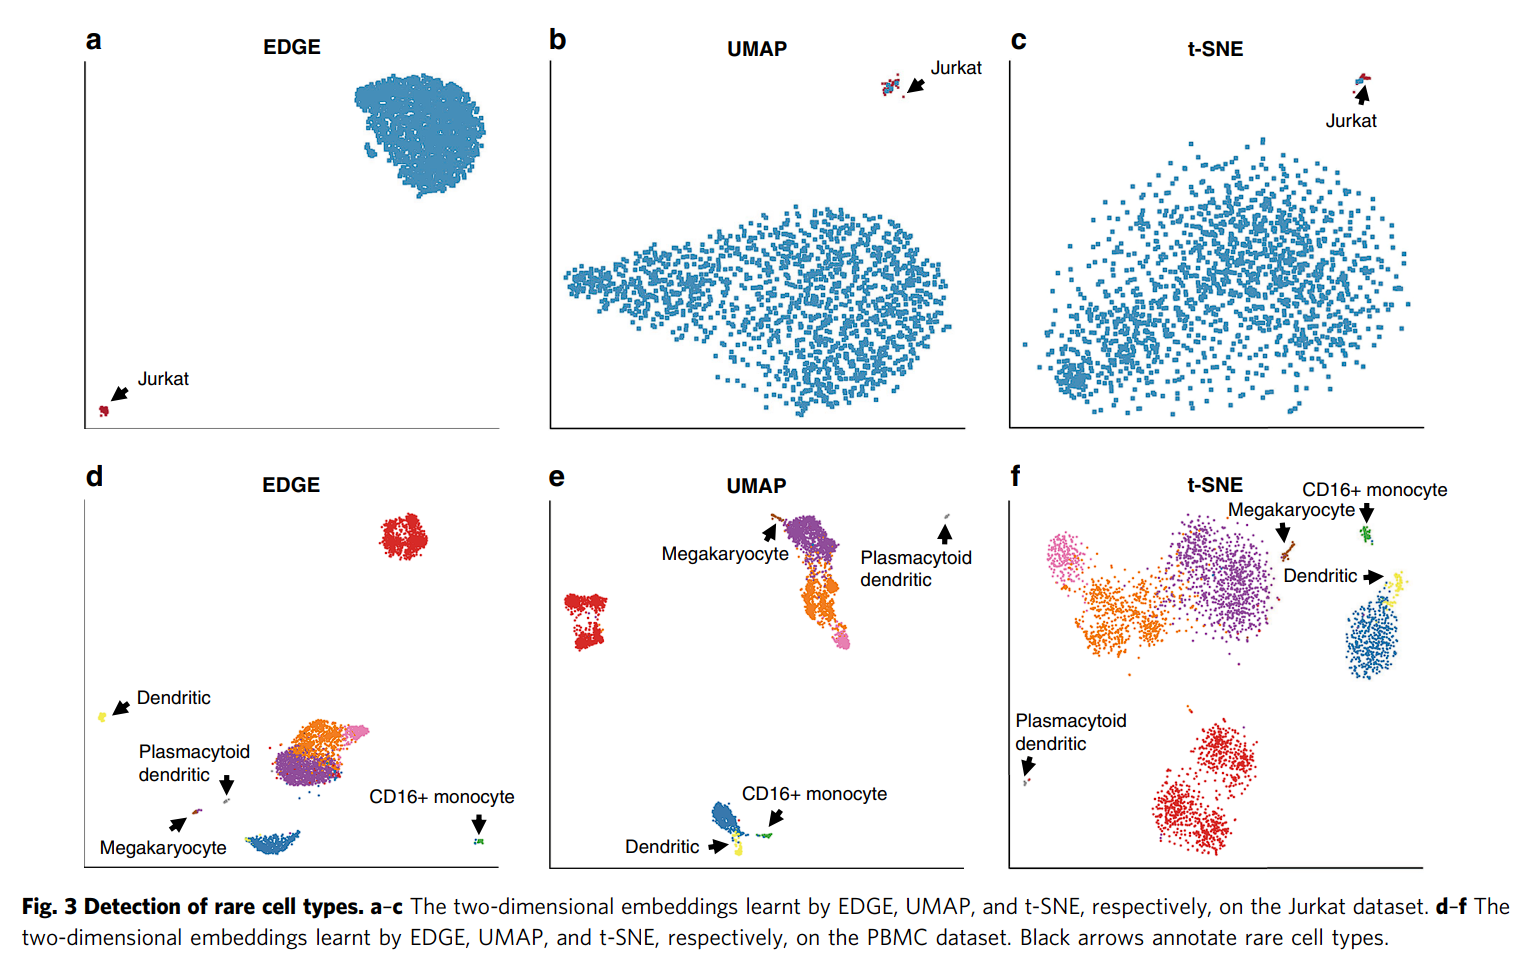 a
EDGE
Jurkat
b
UMAP
Jurkat
c
t-SNE
Jurkat
d
EDGE
Dendritic
Plasmacytoid
dendritic
Megakaryocyte
CD16+ monocyte
e
UMAP
Megakaryocyte
Plasmacytoid
dendritic
CD16+ monocyte
Dendritic
f
t-SNE
CD16+ monocyte
Megakaryocyte
Dendritic
Plasmacytoid
dendritic
Fig. 3 Detection of rare cell types. a–c The two-dimensional embeddings learnt by EDGE, UMAP, and t-SNE, respectively, on the Jurkat dataset. d–f The
two-dimensional embeddings learnt by EDGE, UMAP, and t-SNE, respectively, on the PBMC dataset. Black arrows annotate rare cell types.